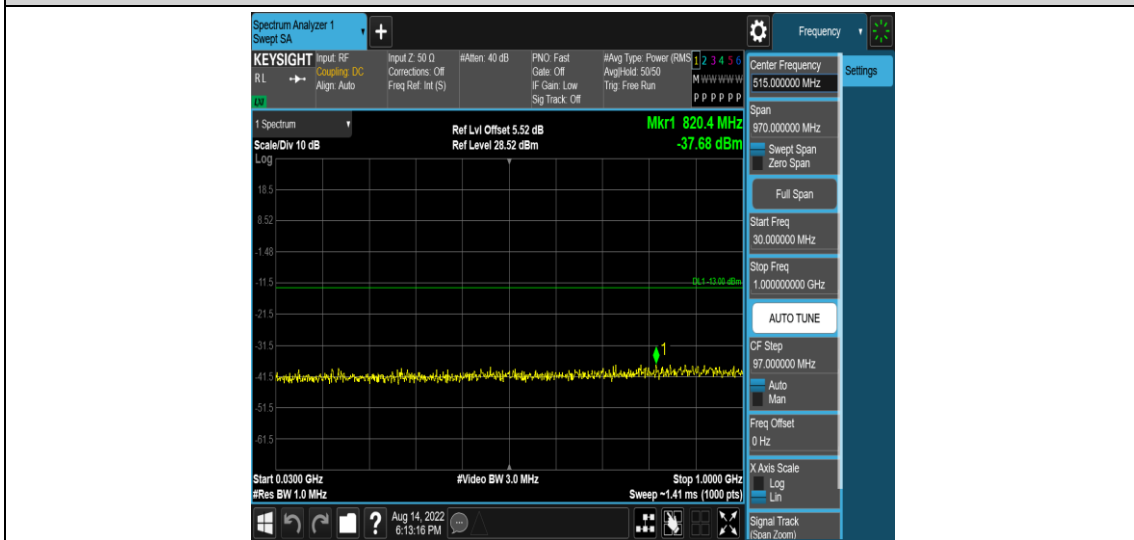 Spectrum Analyzer 1
Swept SA
+
Frequency
KEYSIGHT
RL
Input: RF
Coupling: DC
Align: Auto
Input Z: 50 Ω
Corrections: Off
Freq Ref: Int (S)
#Atten: 40 dB
PNO: Fast
Gate: Off
IF Gain: Low
Sig Track: Off
#Avg Type: Power (RMS
Avg|Hold: 50/50
Trig: Free Run
1 2 3 4 5 6
M W W W W W
P P P P P P
1 Spectrum
Scale/Div 10 dB
Log
Ref Lvl Offset 5.52 dB
Ref Level 28.52 dBm
Mkr1 820.4 MHz
-37.68 dBm
18.5
8.52
-1.48
-11.5
-21.5
-31.5
-41.5
-51.5
-61.5
DL1 -13.00 dBm
1
Start 0.0300 GHz
#Res BW 1.0 MHz
#Video BW 3.0 MHz
Stop 1.0000 GHz
Sweep ~1.41 ms (1000 pts)
Aug 14, 2022
6:13:16 PM
?
Center Frequency
515.000000 MHz
Settings
Span
970.000000 MHz
Swept Span
Zero Span
Full Span
Start Freq
30.000000 MHz
Stop Freq
1.000000000 GHz
AUTO TUNE
CF Step
97.000000 MHz
Auto
Man
Freq Offset
0 Hz
X Axis Scale
Log
Lin
Signal Track
(Span Zoom)